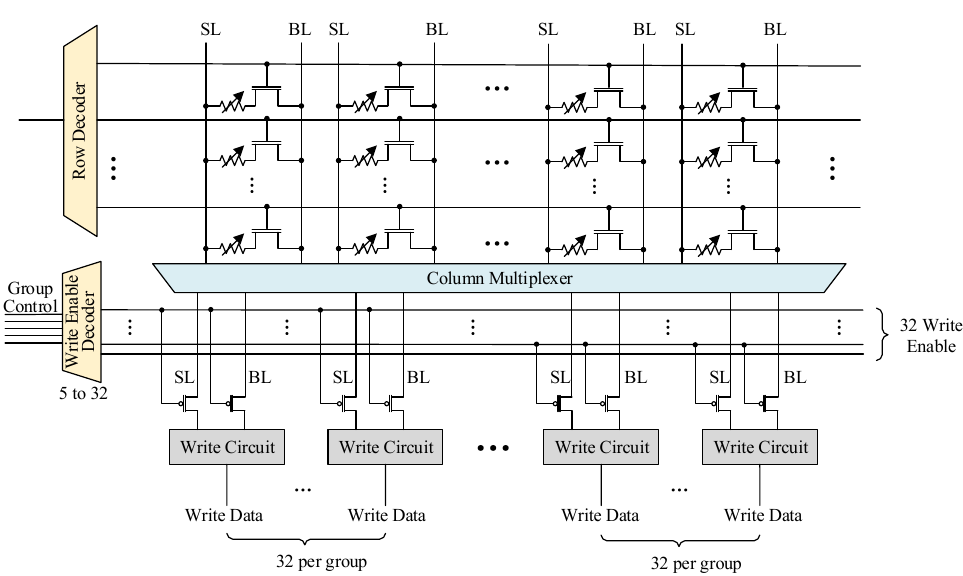 SL BL SL BL SL BL SL BL
Row Decoder
Column Multiplexer
Group
Control
Write Enable
Decoder
5 to 32
32 Write
Enable
SL BL SL BL SL BL SL BL
Write Circuit Write Circuit Write Circuit Write Circuit
Write Data Write Data Write Data Write Data
32 per group 32 per group